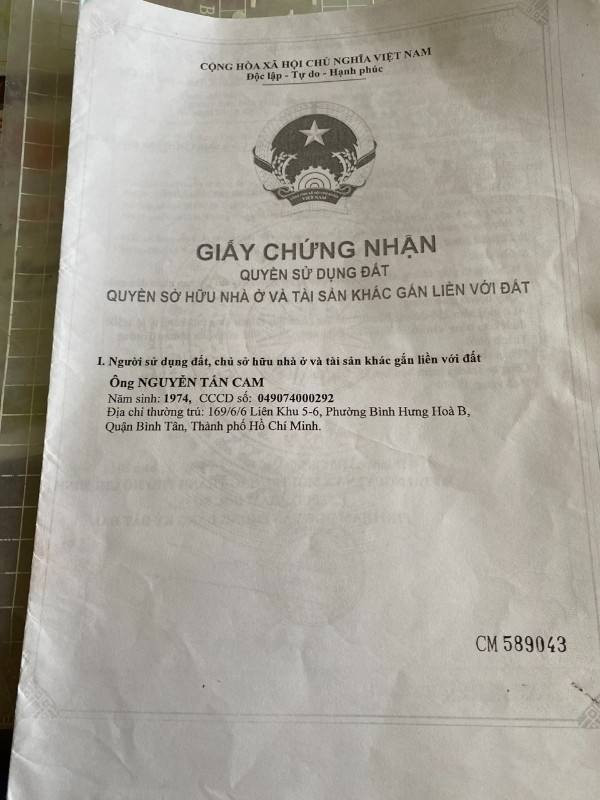 CỘNG HÒA XÃ HỘI CHỦ NGHĨA VIỆT NAM
Độc lập - Tự do - Hạnh phúc
VIỆT NAM
GIẤY CHỨNG NHẬN
QUYỀN SỬ DỤNG ĐẤT
QUYỀN SỞ HỮU NHÀ Ở VÀ TÀI SẢN KHÁC GẮN LIỀN VỚI ĐẤT
I. Người sử dụng đất, chủ sở hữu nhà ở và tài sản khác gắn liền với đất
Ông NGUYỄN TẤN CAM
Năm sinh: 1974, CCCD số: 049074000292
Địa chỉ thường trú: 169/6/6 Liên Khu 5-6, Phường Bình Hưng Hoà B,
Quận Bình Tân, Thành phố Hồ Chí Minh.
CM 589043